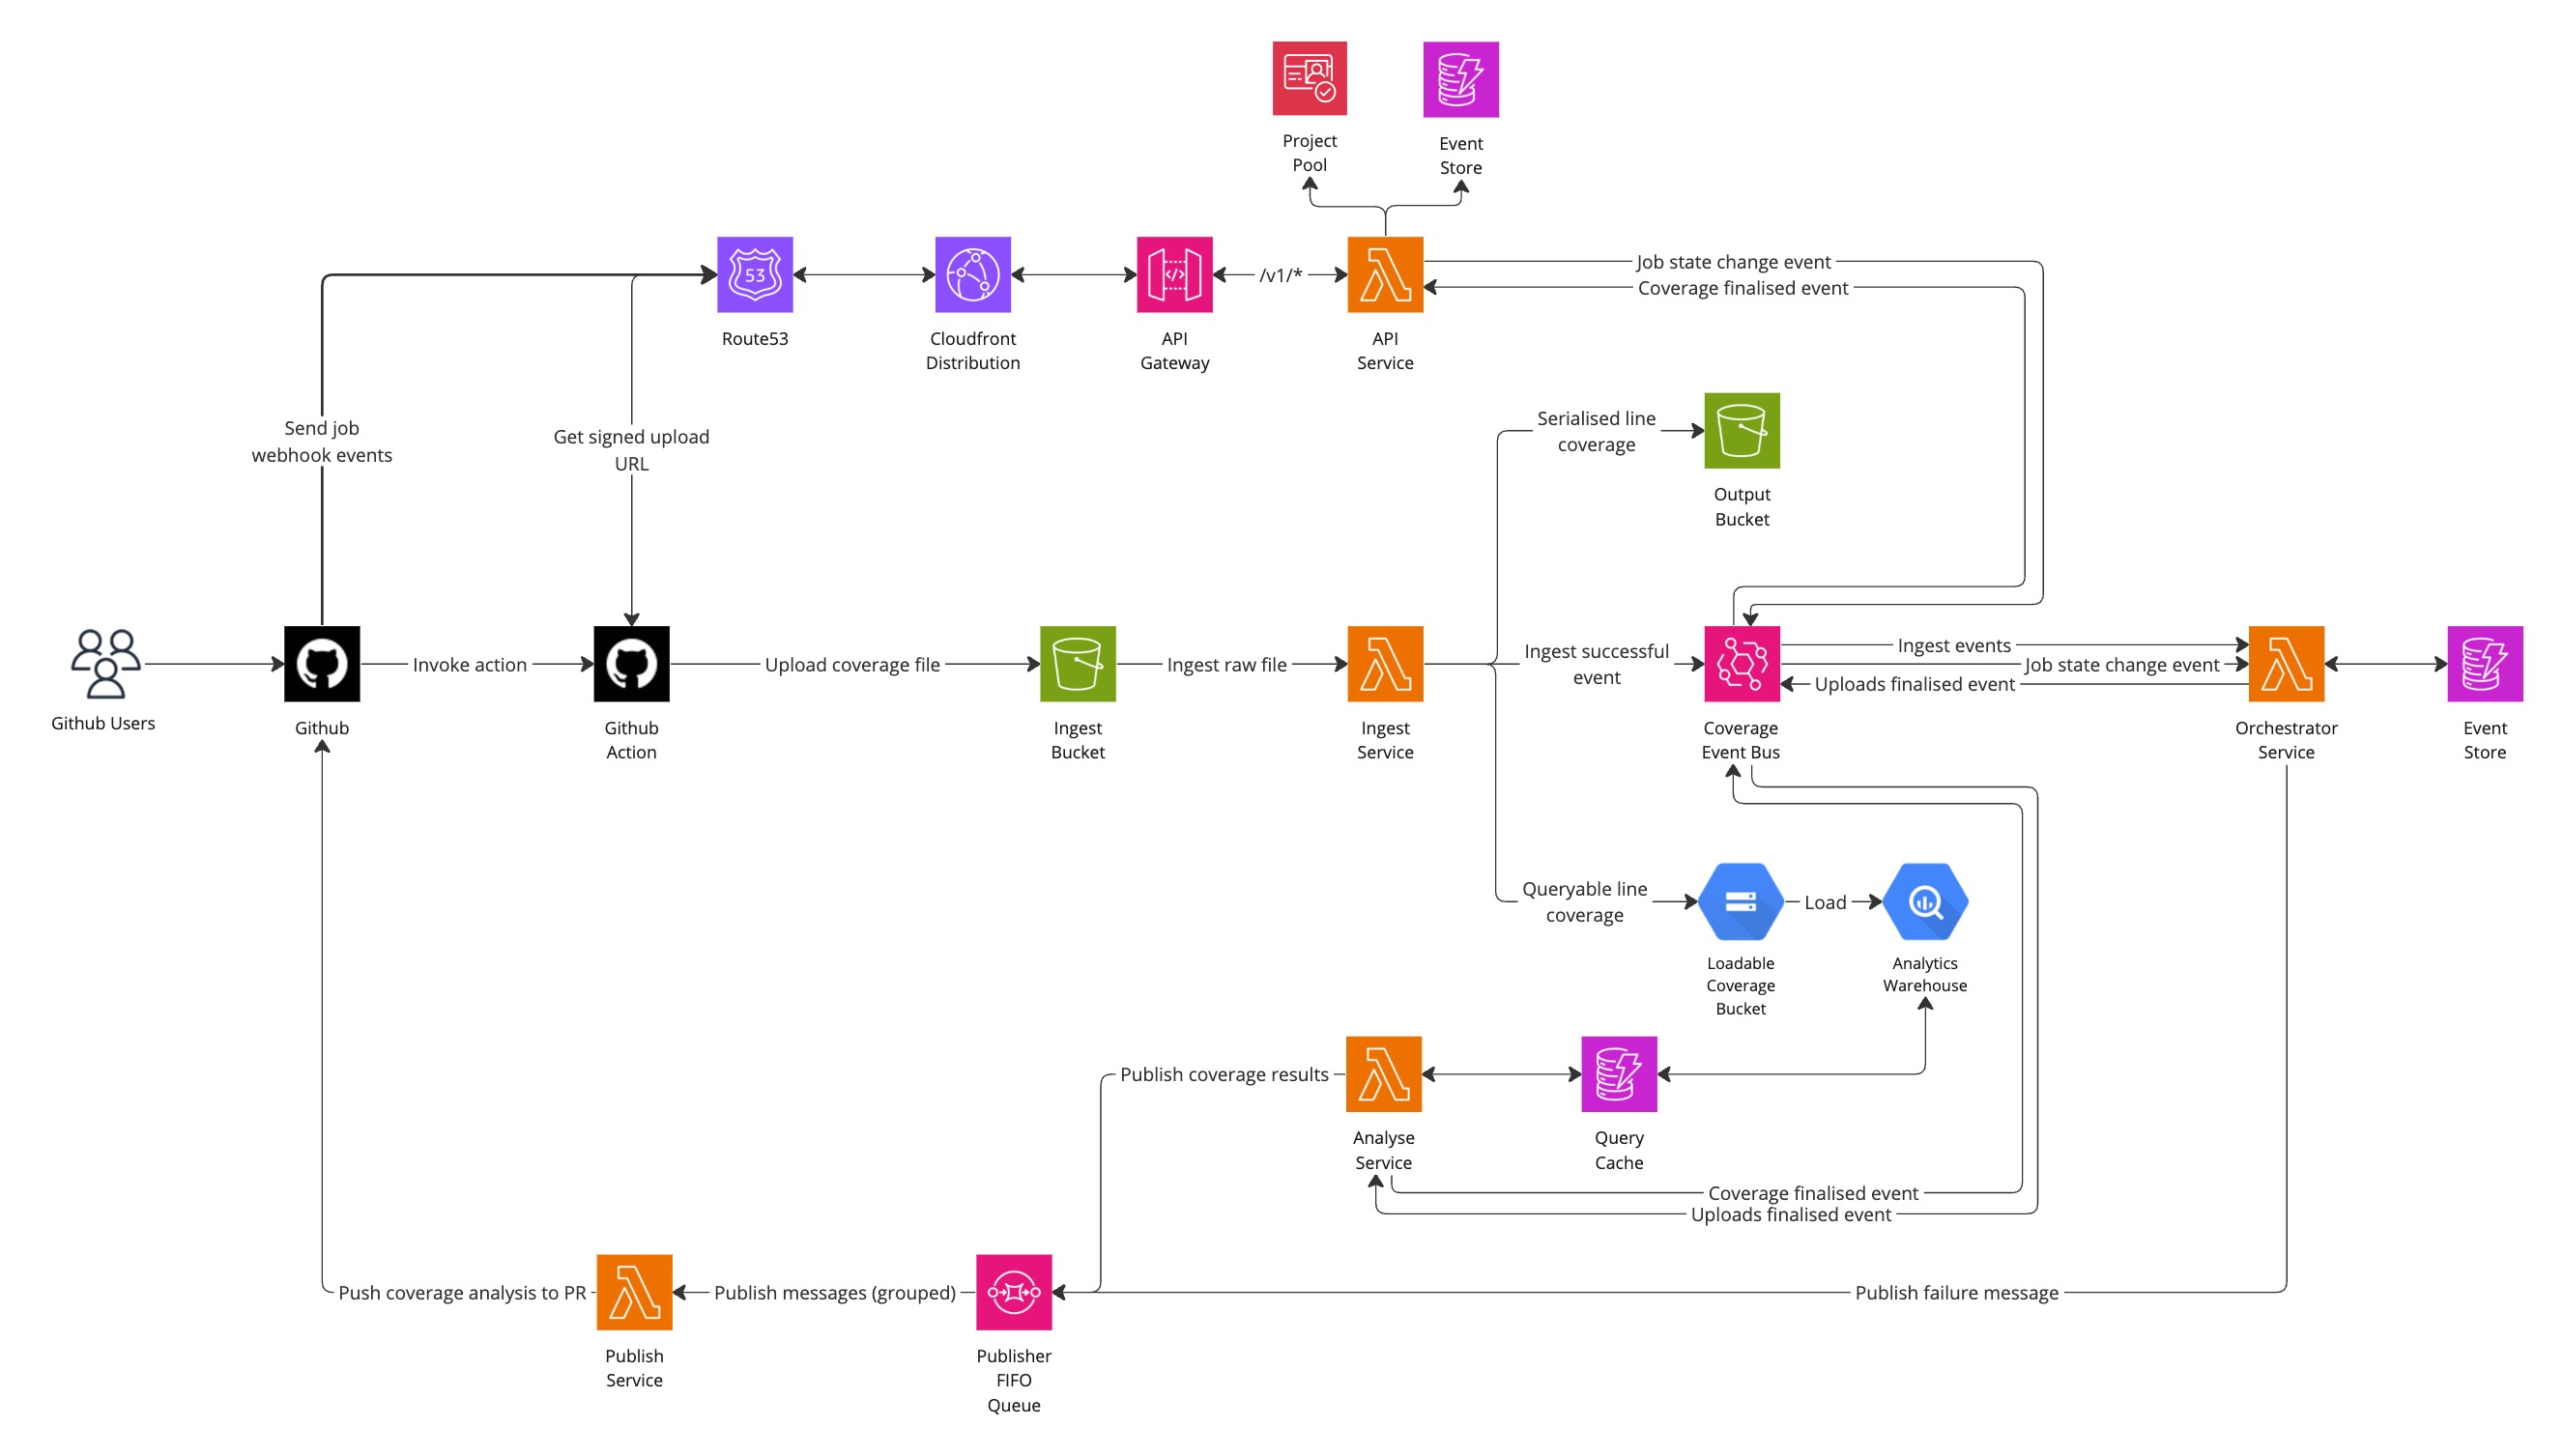 Project
Pool
Event
Store
53
Route53
Cloudfront
Distribution
API
Gateway
/v1/*
API
Service
Job state change event
Coverage finalised event
Send job
webhook events
Get signed upload
URL
Serialised line
coverage
Output
Bucket
Github Users
Github
Invoke action
Github
Action
Upload coverage file
Ingest
Bucket
Ingest raw file
Ingest
Service
Ingest successful
event
Coverage
Event Bus
Ingest events
Job state change event
Uploads finalised event
Orchestrator
Service
Event
Store
Queryable line
coverage
Loadable
Coverage
Bucket
Load
Analytics
Warehouse
Publish coverage results
Analyse
Service
Query
Cache
Coverage finalised event
Uploads finalised event
Push coverage analysis to PR
Publish
Service
Publish messages (grouped)
Publisher
FIFO
Queue
Publish failure message